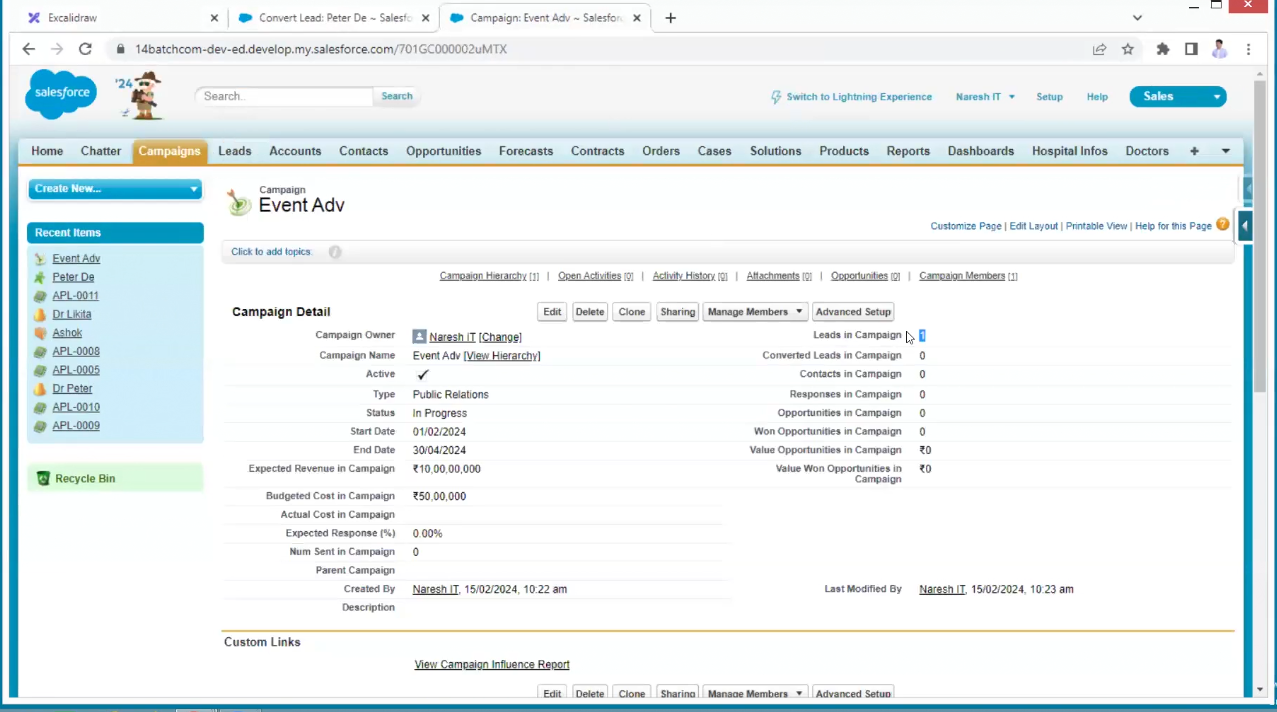 Excalidraw
Convert Lead: Peter De ~ Salesfo
Campaign: Event Adv ~ Salesfor
14batchcom-dev-ed.develop.my.salesforce.com/701GC000002uMTX
salesforce
'24
Search..
Search
Switch to Lightning Experience
Naresh IT
Setup
Help
Sales
Home Chatter Campaigns Leads Accounts Contacts Opportunities Forecasts Contracts Orders Cases Solutions Products Reports Dashboards Hospital Infos Doctors +
Create New...
Recent Items
Event Adv
Peter De
APL-0011
Dr Likita
Ashok
APL-0008
APL-0005
Dr Peter
APL-0010
APL-0009
Recycle Bin
Campaign
Event Adv
Customize Page | Edit Layout | Printable View | Help for this Page ?
Click to add topics: i
Campaign Hierarchy [1] | Open Activities [0] | Activity History [0] | Attachments [0] | Opportunities [0] | Campaign Members [1]
Campaign Detail
Edit Delete Clone Sharing Manage Members Advanced Setup
Campaign Owner Naresh IT [Change]
Leads in Campaign 1
Campaign Name Event Adv [View Hierarchy]
Converted Leads in Campaign 0
Active
Contacts in Campaign 0
Type Public Relations
Responses in Campaign 0
Status In Progress
Opportunities in Campaign 0
Start Date 01/02/2024
Won Opportunities in Campaign 0
End Date 30/04/2024
Value Opportunities in Campaign ₹0
Expected Revenue in Campaign ₹10,00,00,000
Value Won Opportunities in ₹0
Campaign
Budgeted Cost in Campaign ₹50,00,000
Actual Cost in Campaign
Expected Response (%) 0.00%
Num Sent in Campaign 0
Parent Campaign
Created By Naresh IT, 15/02/2024, 10:22 am
Last Modified By Naresh IT, 15/02/2024, 10:23 am
Description
Custom Links
View Campaign Influence Report
Edit Delete Clone Sharing Manage Members Advanced Setup